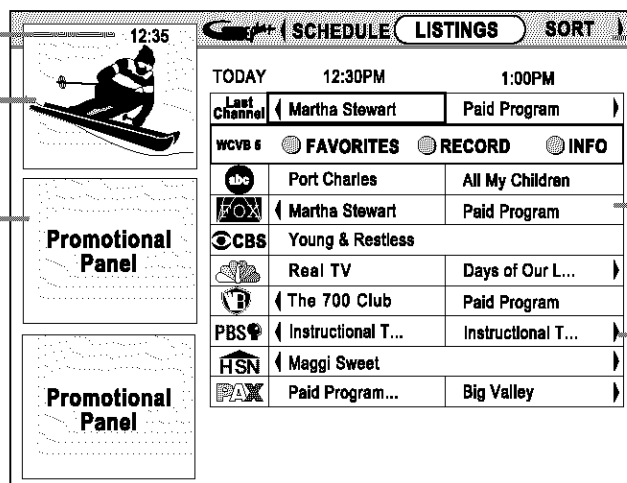 12:35
SCHEDULE LISTINGS SORT
TODAY 12:30PM 1:00PM
Last Channel Martha Stewart Paid Program
WCVB 5 FAVORITES RECORD INFO
abc Port Charles All My Children
FOX Martha Stewart Paid Program
CBS Young & Restless
Real TV Days of Our L...
The 700 Club Paid Program
PBS Instructional T... Instructional T...
HSN Maggi Sweet
PAX Paid Program... Big Valley
Promotional
Panel
Promotional
Panel